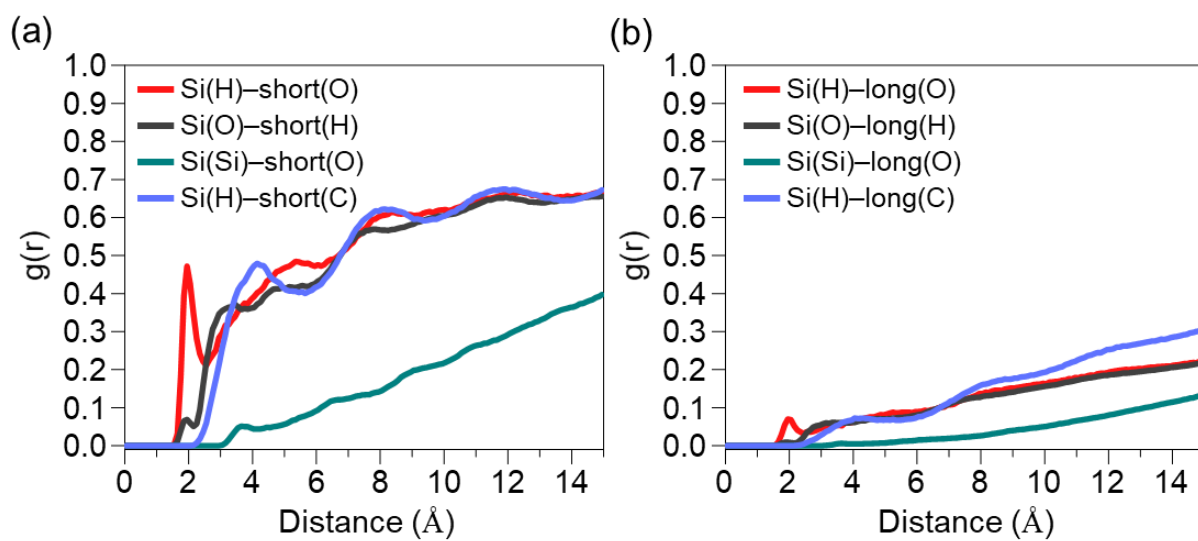 (a)
1.0
0.9
0.8
0.7
0.6
0.5
0.4
0.3
0.2
0.1
0.0
g(r)
Si(H)–short(O)
Si(O)–short(H)
Si(Si)–short(O)
Si(H)–short(C)
0 2 4 6 8 10 12 14
Distance (Å)
(b)
1.0
0.9
0.8
0.7
0.6
0.5
0.4
0.3
0.2
0.1
0.0
g(r)
Si(H)–long(O)
Si(O)–long(H)
Si(Si)–long(O)
Si(H)–long(C)
0 2 4 6 8 10 12 14
Distance (Å)